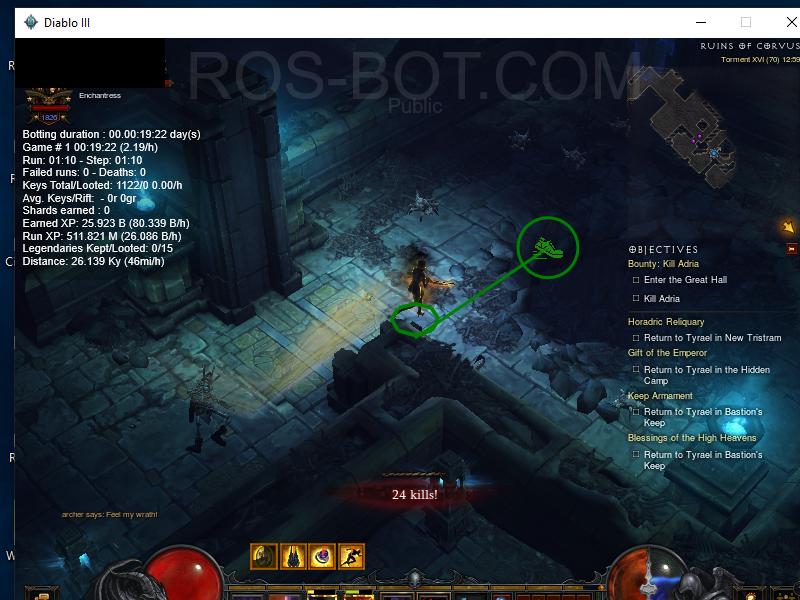 Diablo III
RUINS OF CORVUS
Torment XVI (70) 12:59
ROS-BOT.COM
Public
Enchantress
1826
Botting duration : 00.00:19:22 day(s)
Game # 1 00:19:22 (2.19/h)
Run: 01:10 - Step: 01:10
Failed runs: 0 - Deaths: 0
Keys Total/Looted: 1122/0 0.00/h
Avg. Keys/Rift: - 0r 0gr
Shards earned : 0
Earned XP: 25.923 B (80.339 B/h)
Run XP: 511.821 M (26.086 B/h)
Legendaries Kept/Looted: 0/15
Distance: 26.139 Ky (46mi/h)
OBJECTIVES
Bounty: Kill Adria
Enter the Great Hall
Kill Adria
Horadric Reliquary
Return to Tyrael in New Tristram
Gift of the Emperor
Return to Tyrael in the Hidden
Camp
Keep Armament
Return to Tyrael in Bastion's
Keep
Blessings of the High Heavens
Return to Tyrael in Bastion's
Keep
24 kills!
archer says: Feel my wrath!
R
R
Ci
R
W